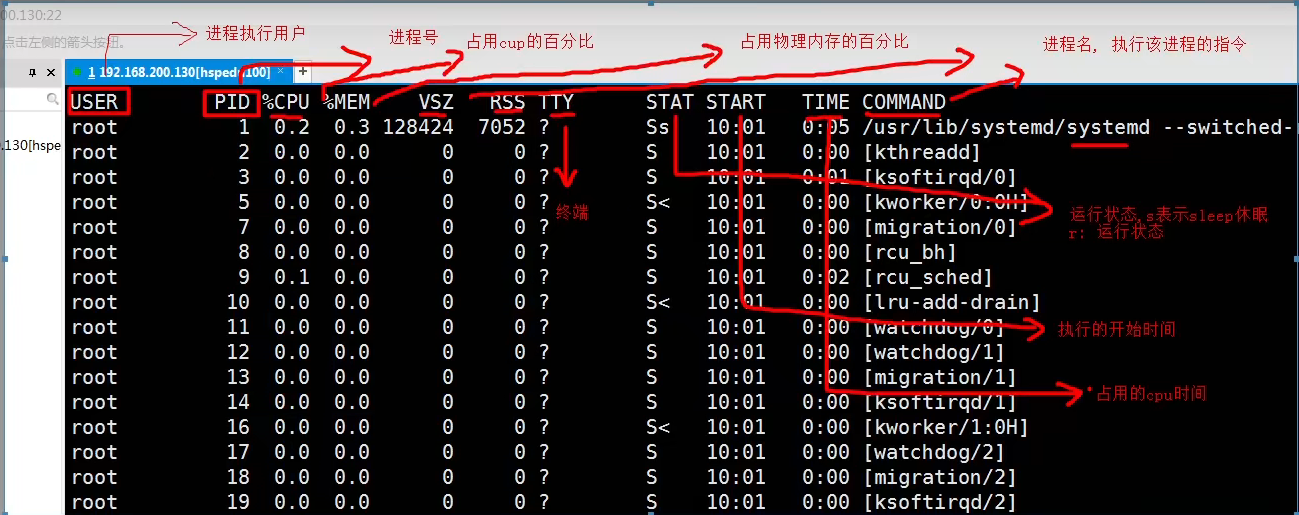 00.130:22
进程执行用户 进程号 占用cup的百分比 占用物理内存的百分比 进程名, 执行该进程的指令
点击左侧的箭头按钮。
1 192.168.200.130[hspedu100] × +
USER PID %CPU %MEM VSZ RSS TTY STAT START TIME COMMAND
root 1 0.2 0.3 128424 7052 ? Ss 10:01 0:05 /usr/lib/systemd/systemd --switched-r
.130[hspe
root 2 0.0 0.0 0 0 ? S 10:01 0:00 [kthreadd]
root 3 0.0 0.0 0 0 ? S 10:01 0:01 [ksoftirqd/0]
root 5 0.0 0.0 0 0 ? S< 10:01 0:00 [kworker/0:0H]
终端
运行状态,s表示sleep休眠
r: 运行状态
root 7 0.0 0.0 0 0 ? S 10:01 0:00 [migration/0]
root 8 0.0 0.0 0 0 ? S 10:01 0:00 [rcu_bh]
root 9 0.1 0.0 0 0 ? S 10:01 0:02 [rcu_sched]
root 10 0.0 0.0 0 0 ? S< 10:01 0:00 [lru-add-drain]
root 11 0.0 0.0 0 0 ? S 10:01 0:00 [watchdog/0]
执行的开始时间
root 12 0.0 0.0 0 0 ? S 10:01 0:00 [watchdog/1]
root 13 0.0 0.0 0 0 ? S 10:01 0:00 [migration/1]
占用的cpu时间
root 14 0.0 0.0 0 0 ? S 10:01 0:00 [ksoftirqd/1]
root 16 0.0 0.0 0 0 ? S< 10:01 0:00 [kworker/1:0H]
root 17 0.0 0.0 0 0 ? S 10:01 0:00 [watchdog/2]
root 18 0.0 0.0 0 0 ? S 10:01 0:00 [migration/2]
root 19 0.0 0.0 0 0 ? S 10:01 0:00 [ksoftirqd/2]